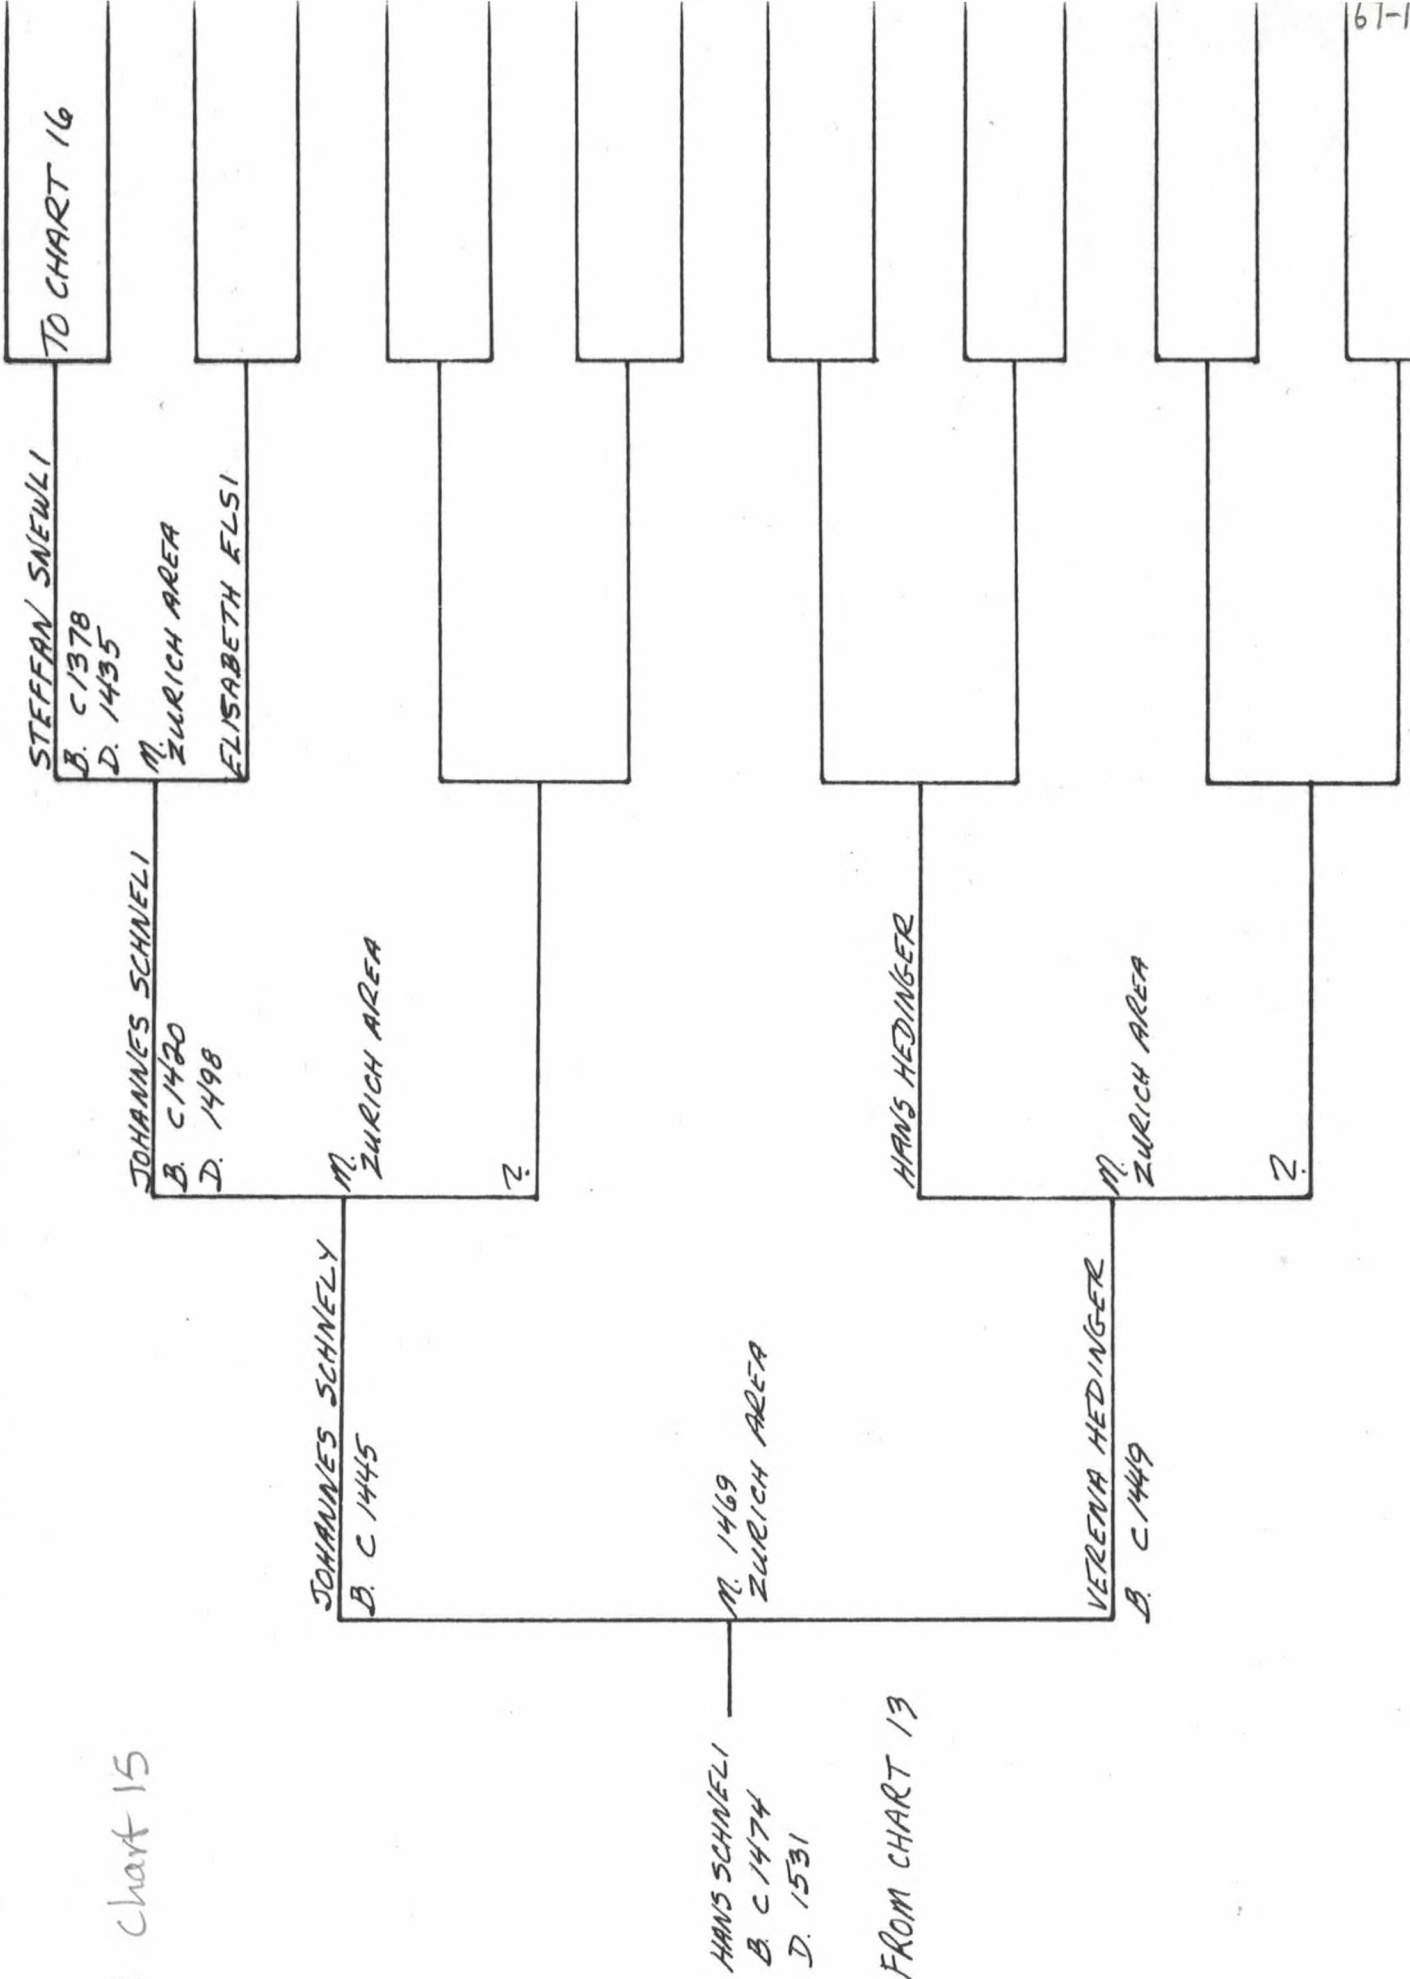 Chart 15
HANS SCHNELI
B. C 1474
D. 1531
FROM CHART 13
JOHANNES SCHNELY
B. C 1445
M. 1469
ZURICH AREA
VERENA HEDINGER
B. C 1449
JOHANNES SCHNELI
B. C 1420
D. 1498
M.
ZURICH AREA
?
HANS HEDINGER
M.
ZURICH AREA
?
STEFFAN SNEWLI
B. C 1378
D. 1435
M.
ZURICH AREA
ELISABETH ELSI
TO CHART 16